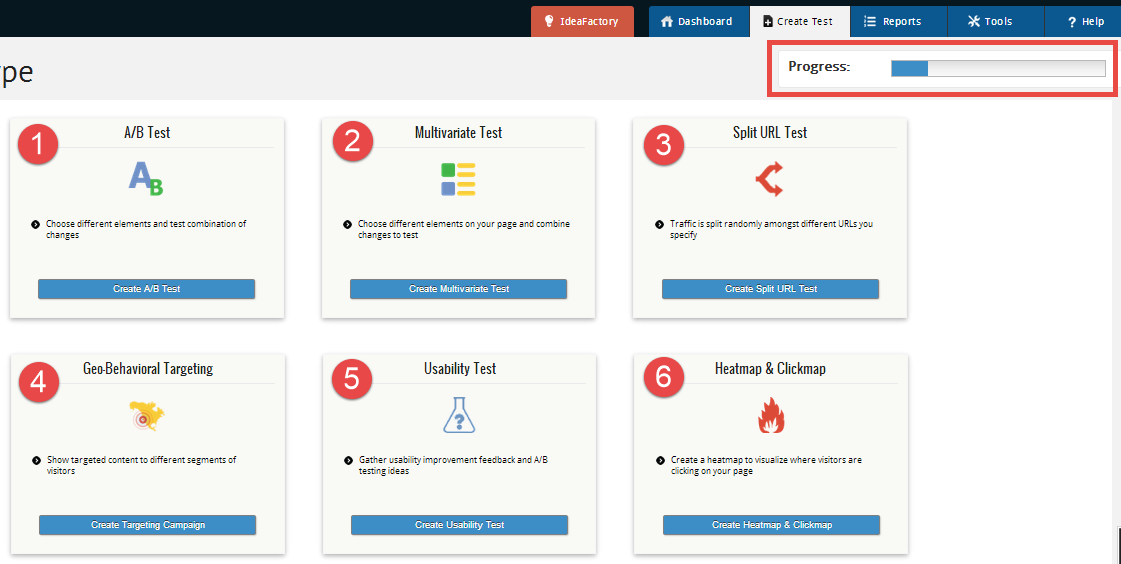 IdeaFactory Dashboard Create Test Reports Tools ? Help
ype
Progress:
1 A/B Test
2 Multivariate Test
3 Split URL Test
A B
Choose different elements and test combination of
changes
Choose different elements on your page and combine
changes to test
Traffic is split randomly amongst different URLs you
specify
Create A/B Test
Create Multivariate Test
Create Split URL Test
4 Geo-Behavioral Targeting
5 Usability Test
6 Heatmap & Clickmap
?
Show targeted content to different segments of
visitors
Gather usability improvement feedback and A/B
testing ideas
Create a heatmap to visualize where visitors are
clicking on your page
Create Targeting Campaign
Create Usability Test
Create Heatmap & Clickmap